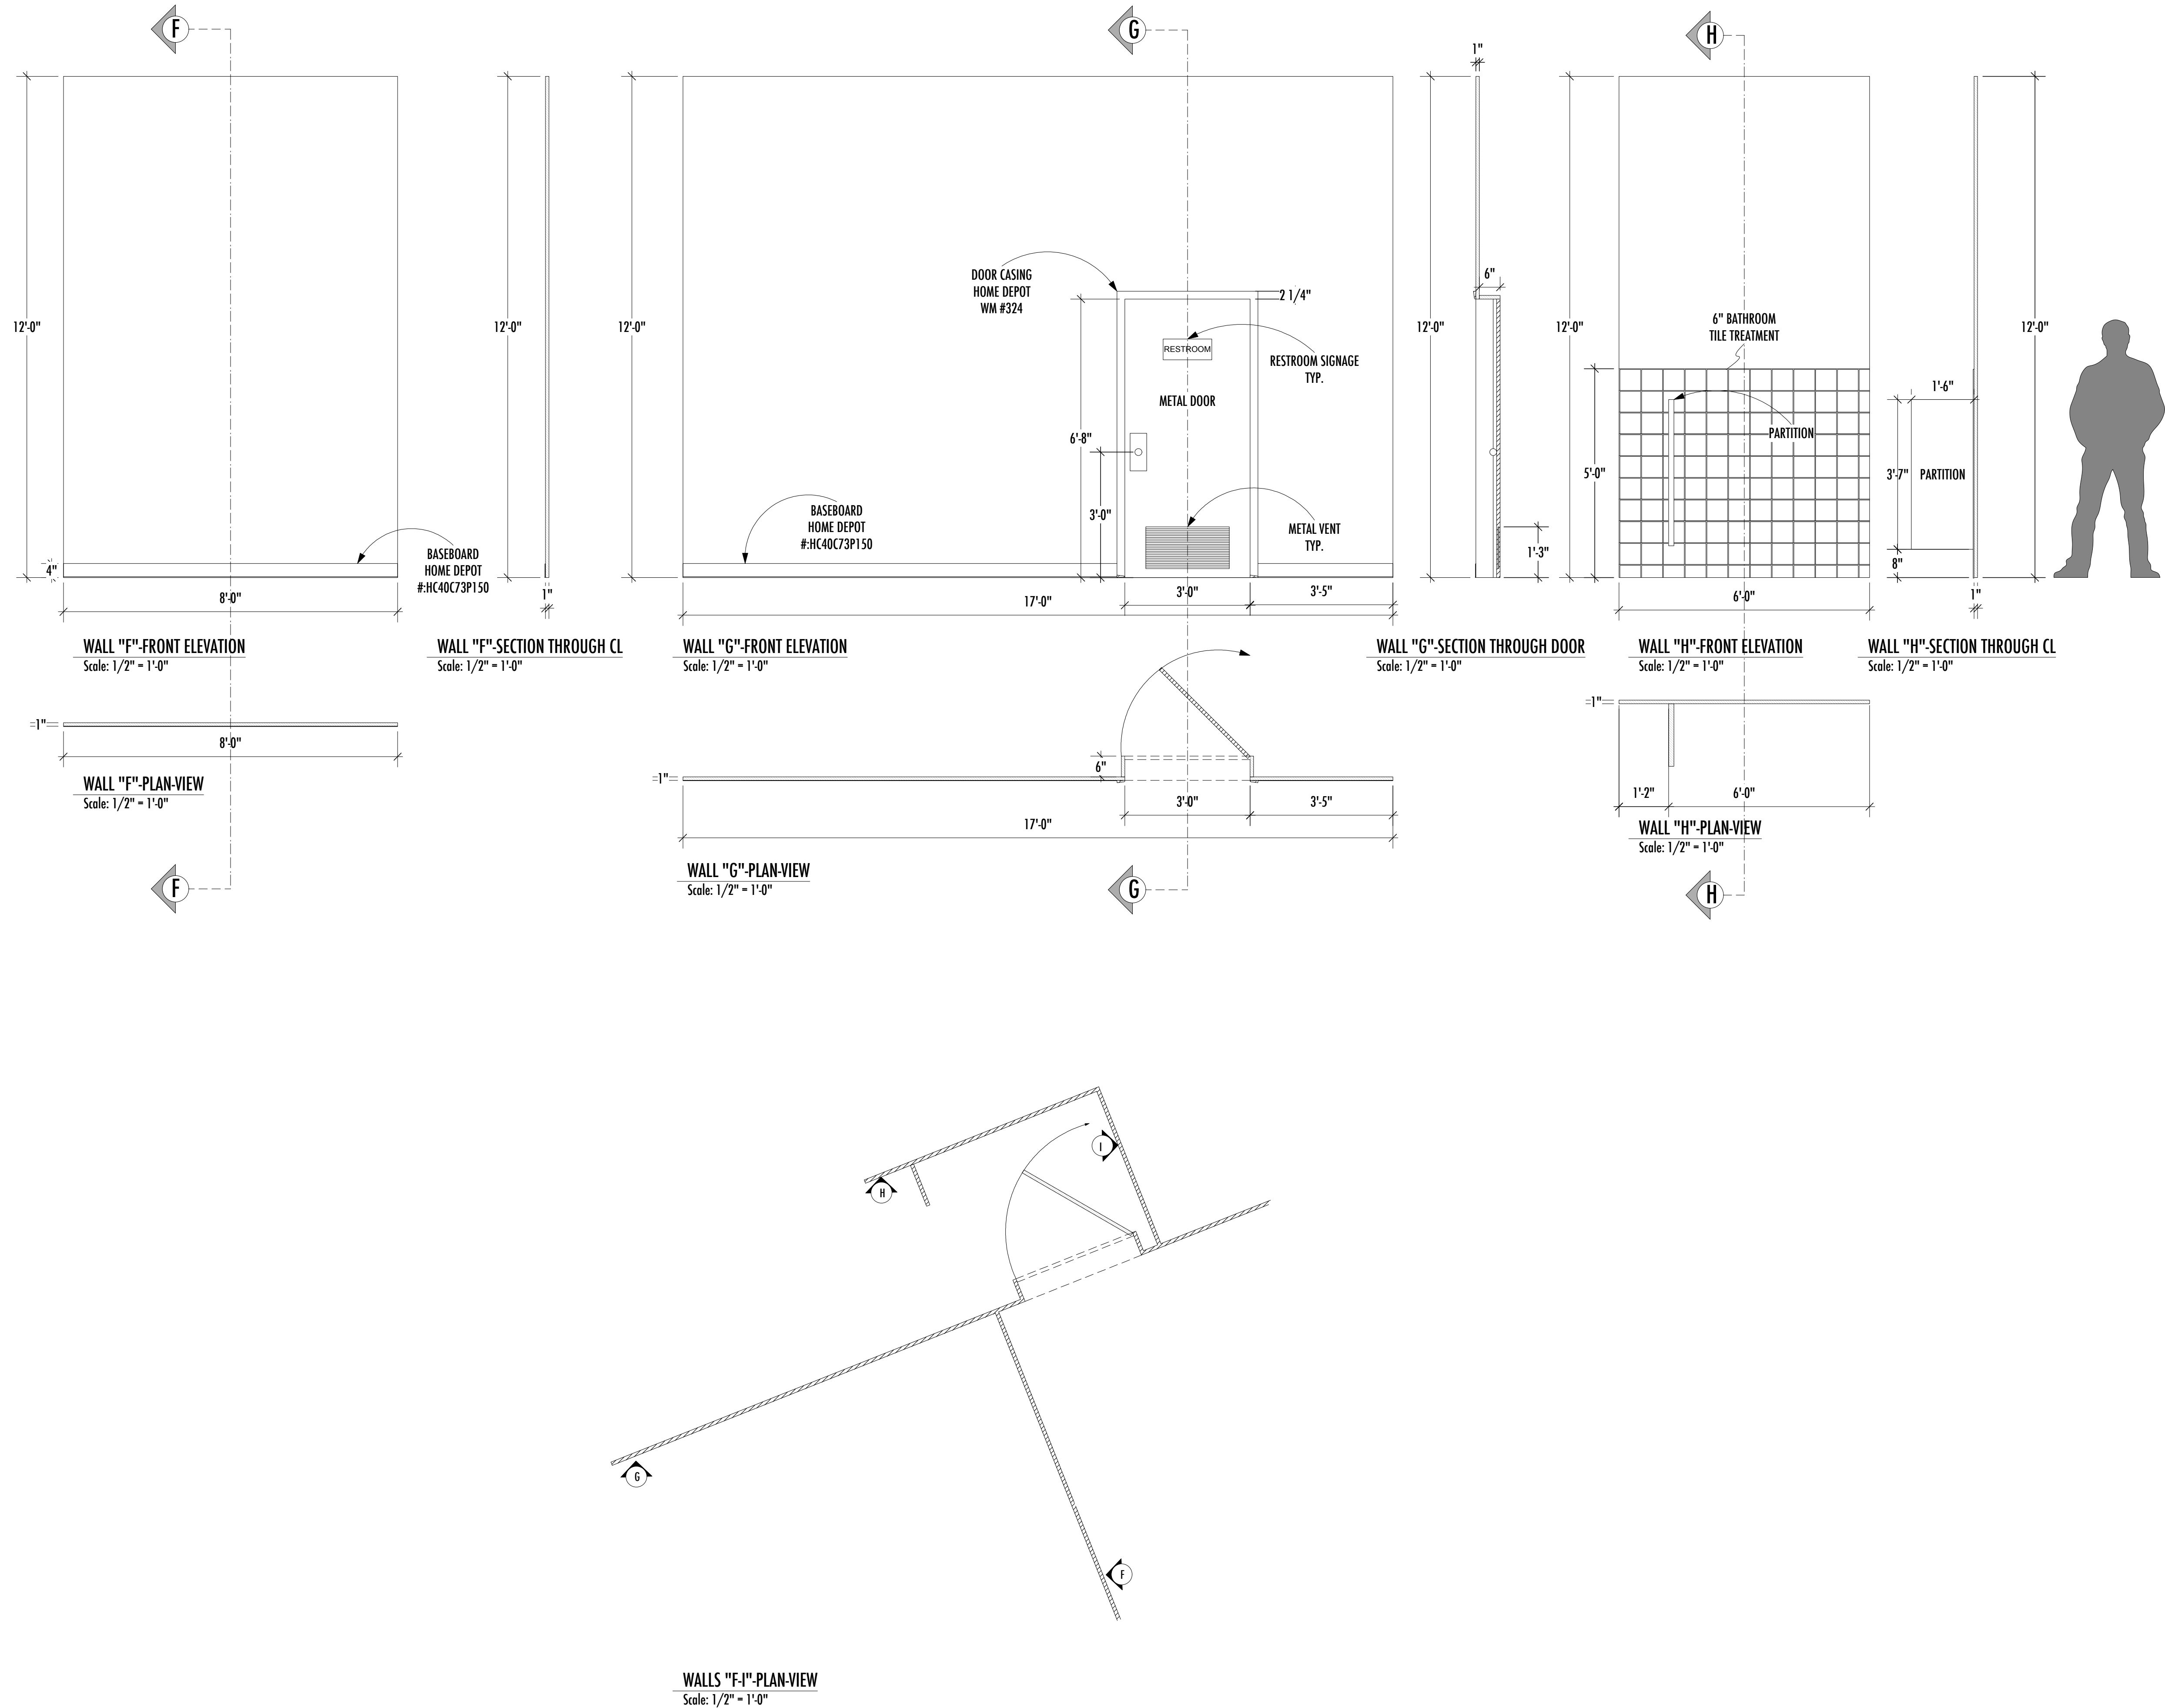 F
G
H
1"
12'-0"
12'-0"
12'-0"
12'-0"
12'-0"
12'-0"
DOOR CASING
HOME DEPOT
WM #324
2 1/4"
6"
RESTROOM
RESTROOM SIGNAGE
TYP.
METAL DOOR
6'-8"
3'-0"
6" BATHROOM
TILE TREATMENT
PARTITION
5'-0"
1'-6"
3'-7"
PARTITION
8"
BASEBOARD
HOME DEPOT
#:HC40C73P150
BASEBOARD
HOME DEPOT
#:HC40C73P150
METAL VENT
TYP.
1'-3"
4"
8'-0"
1"
17'-0"
3'-0"
3'-5"
6'-0"
1"
WALL "F"-FRONT ELEVATION
Scale: 1/2" = 1'-0"
WALL "F"-SECTION THROUGH CL
Scale: 1/2" = 1'-0"
WALL "G"-FRONT ELEVATION
Scale: 1/2" = 1'-0"
WALL "G"-SECTION THROUGH DOOR
Scale: 1/2" = 1'-0"
WALL "H"-FRONT ELEVATION
Scale: 1/2" = 1'-0"
WALL "H"-SECTION THROUGH CL
Scale: 1/2" = 1'-0"
1"
8'-0"
WALL "F"-PLAN-VIEW
Scale: 1/2" = 1'-0"
1"
6"
3'-0"
3'-5"
17'-0"
WALL "G"-PLAN-VIEW
Scale: 1/2" = 1'-0"
1"
1'-2"
6'-0"
WALL "H"-PLAN-VIEW
Scale: 1/2" = 1'-0"
F
G
H
I
H
G
F
WALLS "F-I"-PLAN-VIEW
Scale: 1/2" = 1'-0"